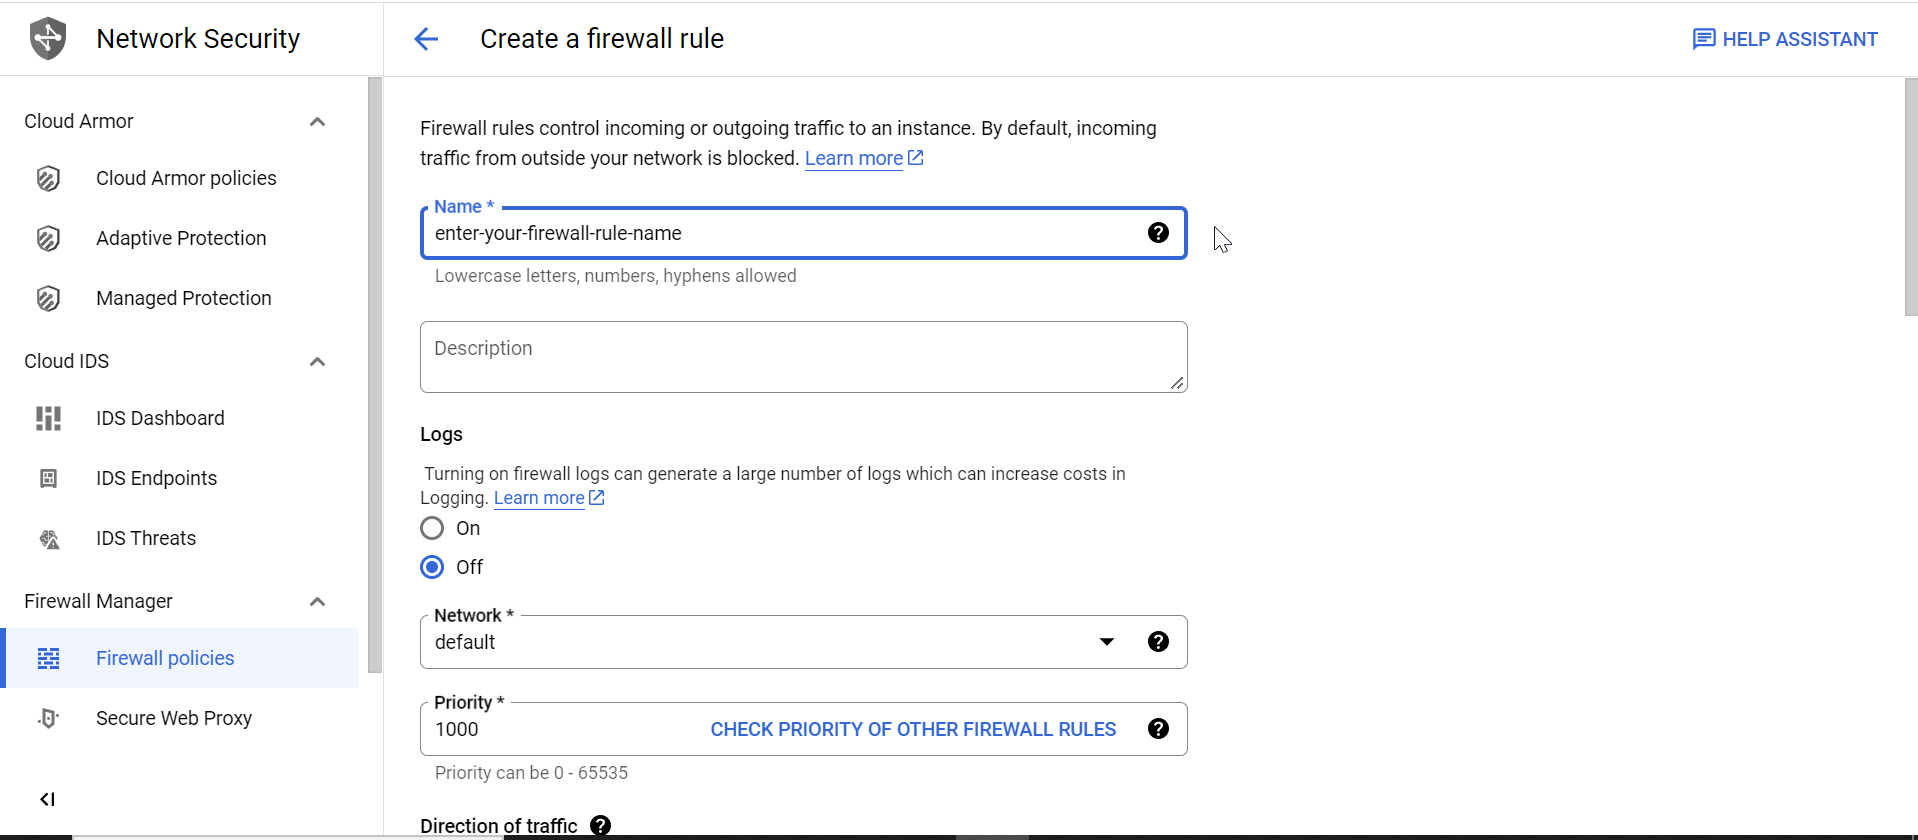 Network Security
Create a firewall rule
HELP ASSISTANT
Cloud Armor
Cloud Armor policies
Adaptive Protection
Managed Protection
Cloud IDS
IDS Dashboard
IDS Endpoints
IDS Threats
Firewall Manager
Firewall policies
Secure Web Proxy
Firewall rules control incoming or outgoing traffic to an instance. By default, incoming
traffic from outside your network is blocked. Learn more
Name *
enter-your-firewall-rule-name
Lowercase letters, numbers, hyphens allowed
Description
Logs
Turning on firewall logs can generate a large number of logs which can increase costs in
Logging. Learn more
On
Off
Network *
default
Priority *
1000 CHECK PRIORITY OF OTHER FIREWALL RULES
Priority can be 0 - 65535
Direction of traffic